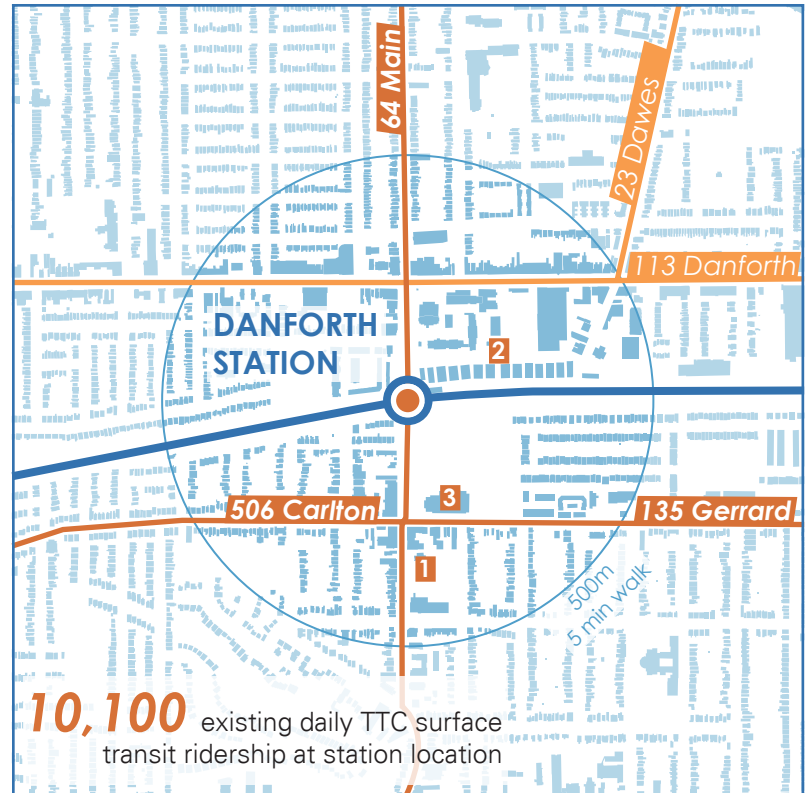 64 Main
23 Dawes
113 Danforth
DANFORTH
STATION
2
3
506 Carlton
135 Gerrard
1
500m
5 min walk
10,100 existing daily TTC surface
transit ridership at station location